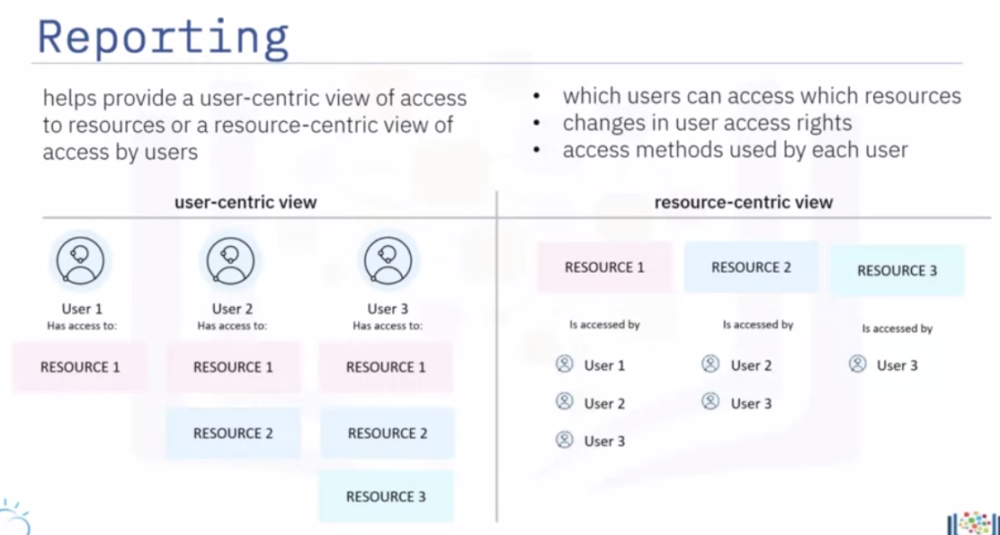 Reporting
helps provide a user-centric view of access
to resources or a resource-centric view of
access by users
• which users can access which resources
• changes in user access rights
• access methods used by each user
user-centric view
User 1
Has access to:
RESOURCE 1
User 2
Has access to:
RESOURCE 1
RESOURCE 2
User 3
Has access to:
RESOURCE 1
RESOURCE 2
RESOURCE 3
resource-centric view
RESOURCE 1
Is accessed by
User 1
User 2
User 3
RESOURCE 2
Is accessed by
User 2
User 3
RESOURCE 3
Is accessed by
User 3